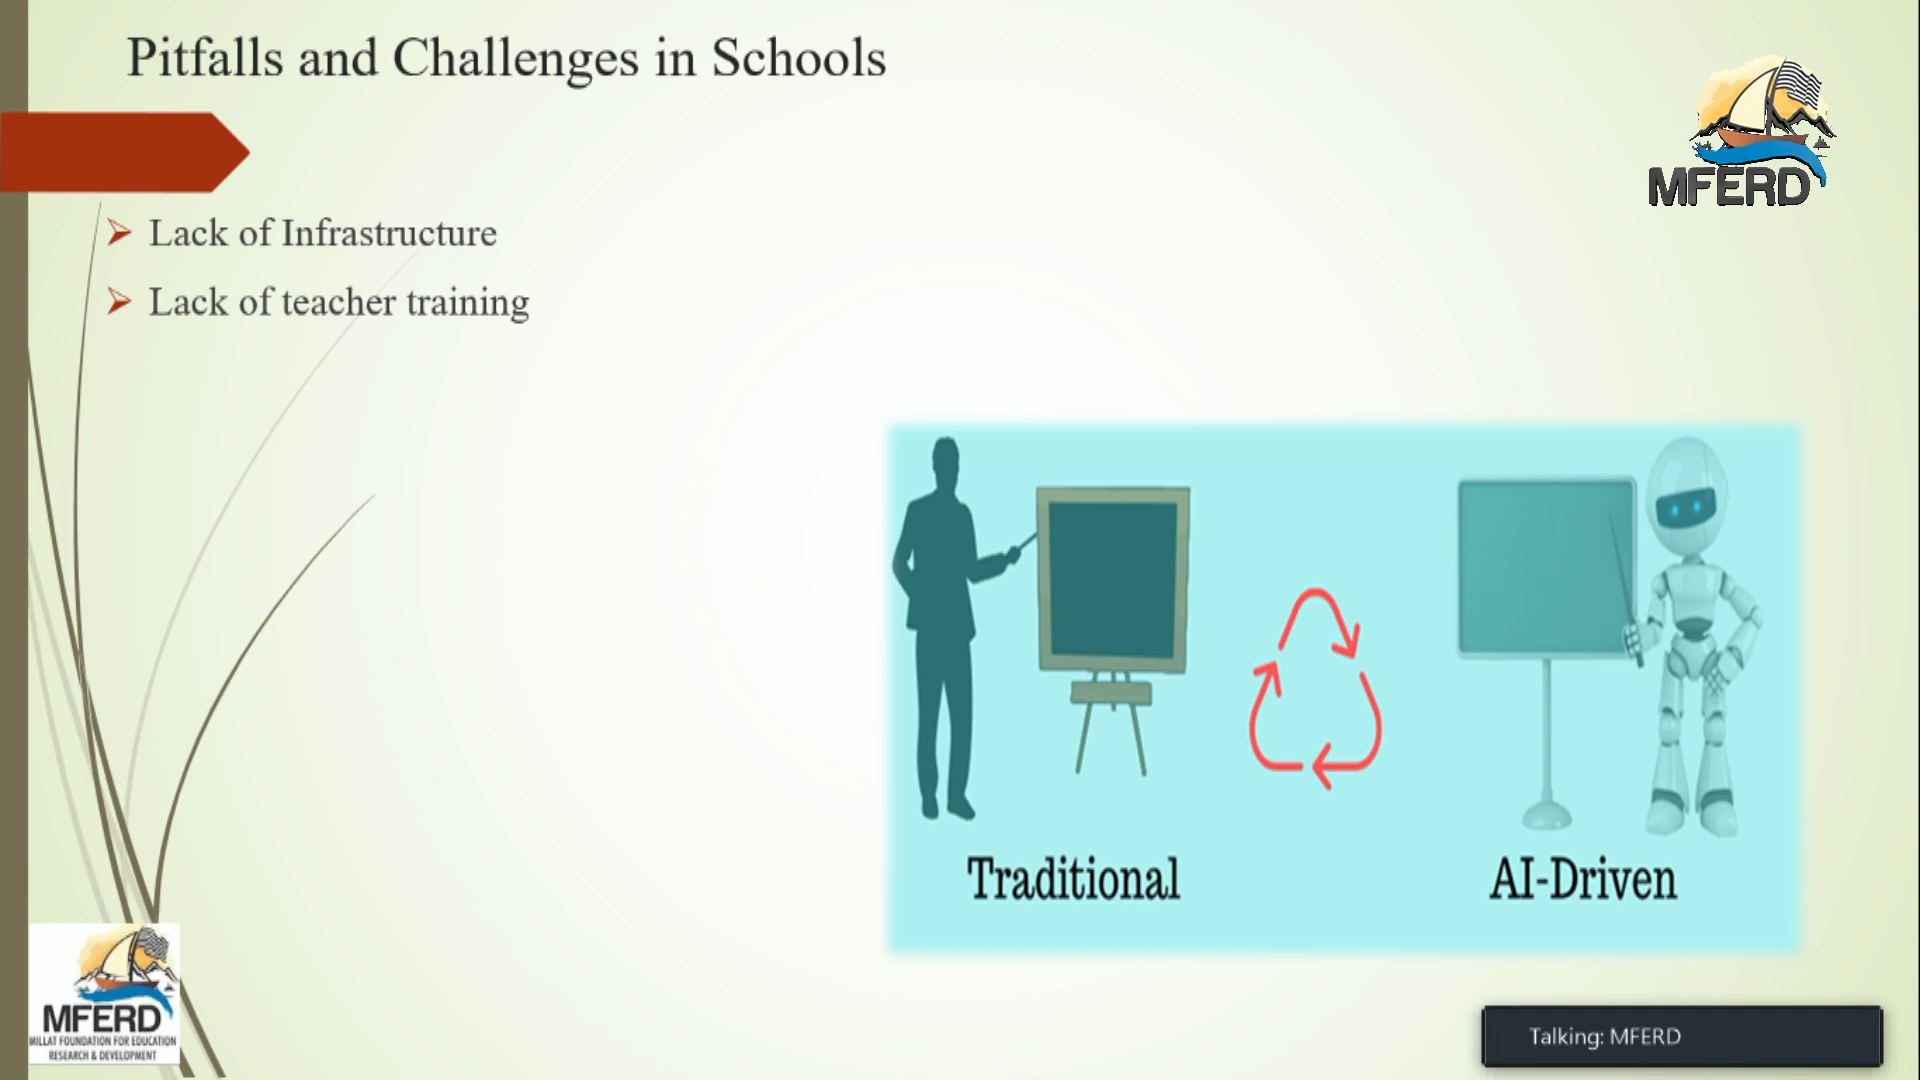 Pitfalls and Challenges in Schools
MFERD
Lack of Infrastructure
Lack of teacher training
Traditional
AI-Driven
MFERD
MILLAT FOUNDATION FOR EDUCATION
RESEARCH & DEVELOPMENT
Talking: MFERD